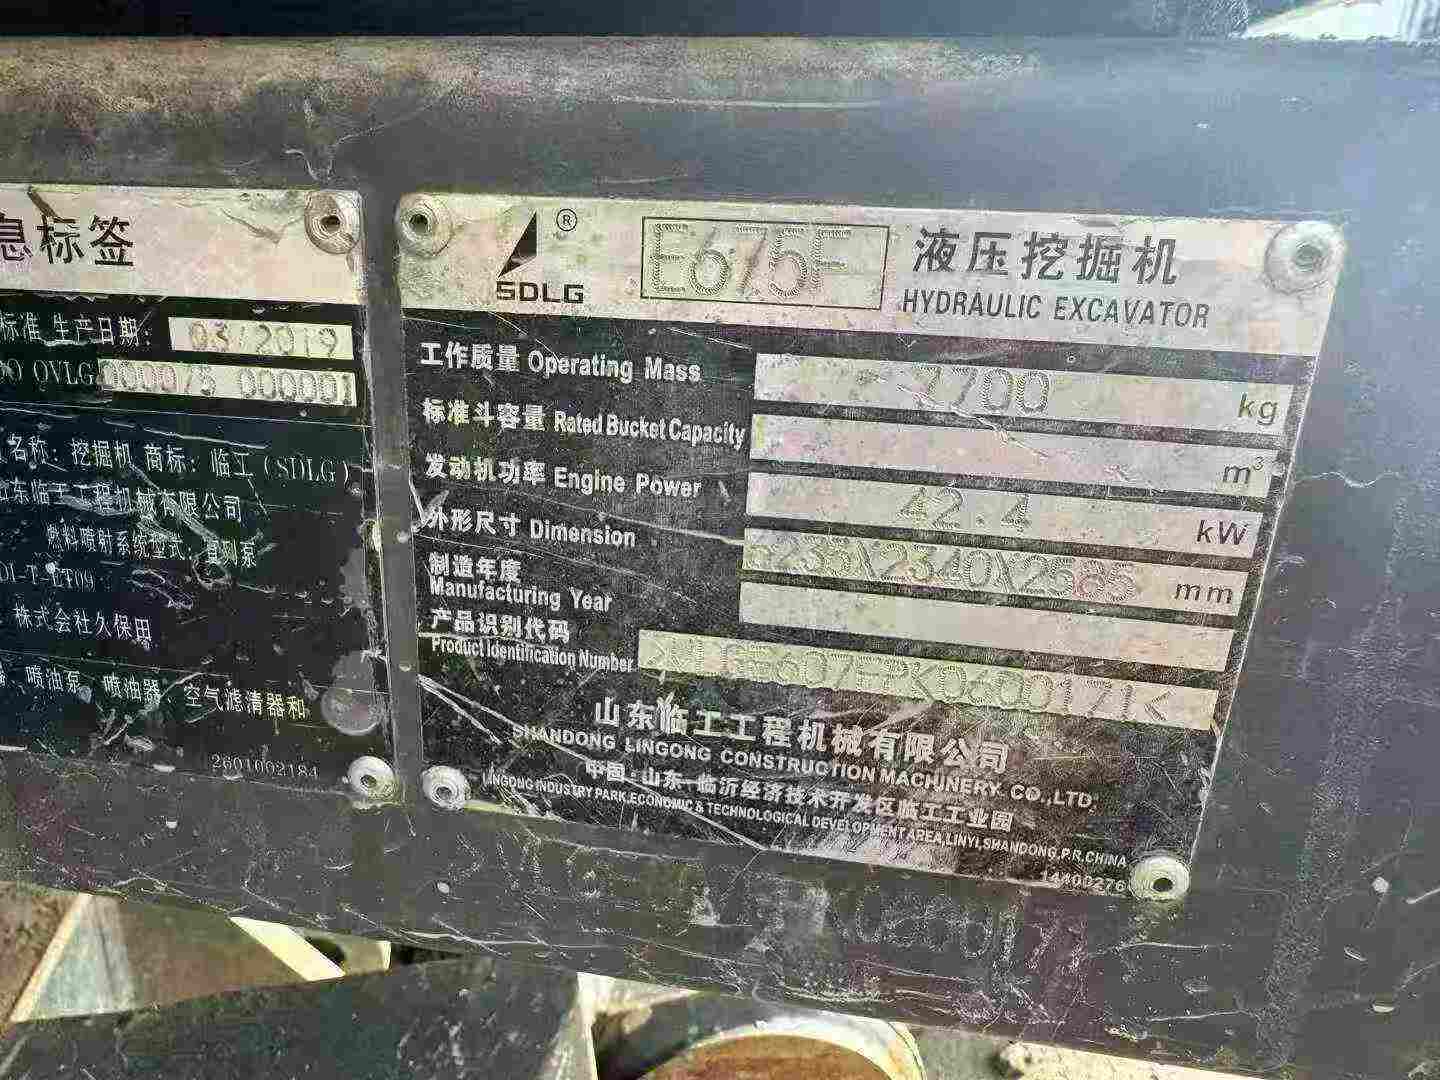 息标签
标准 生产日期: 03/2019
000001
名称: 挖掘机 商标: 临工 (SDLG)
山东临工工程机械有限公司
燃料喷射系统型式: 直列泵
株式会社久保田
喷油泵、喷油器、空气滤清器和
2601002184
SDLG ® E675F 液压挖掘机
HYDRAULIC EXCAVATOR
工作质量 Operating Mass 7700 kg
标准斗容量 Rated Bucket Capacity m³
发动机功率 Engine Power 42.4 kW
外形尺寸 Dimension mm
制造年度
Manufacturing Year
产品识别代码
Product Identification Number
山东临工工程机械有限公司
SHANDONG LINGONG CONSTRUCTION MACHINERY CO.,LTD.
中国·山东·临沂经济技术开发区临工工业园
LINGONG INDUSTRY PARK,ECONOMIC & TECHNOLOGICAL DEVELOPMENT AREA,LINYI,SHANDONG,P.R.CHINA
14400276